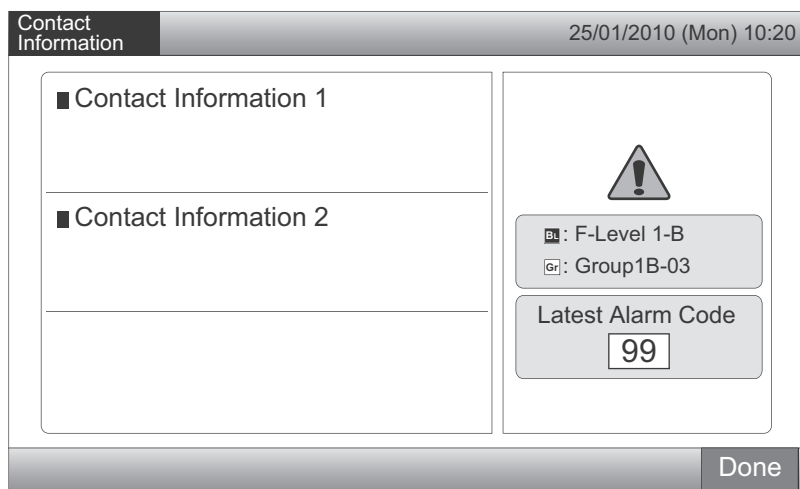 Contact
Information
25/01/2010 (Mon) 10:20
■ Contact Information 1
■ Contact Information 2
BL : F-Level 1-B
Gr : Group1B-03
Latest Alarm Code
99
Done